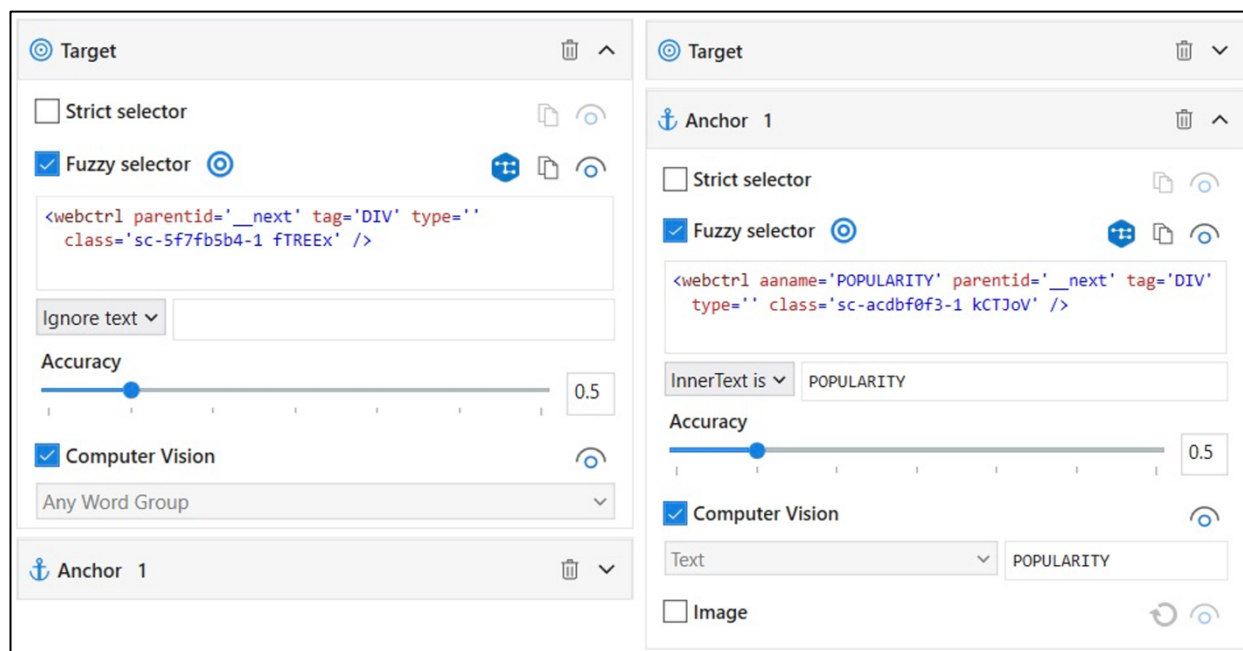 Target
Strict selector
Fuzzy selector
<webctrl parentid='__next' tag='DIV' type=''
class='sc-5f7fb5b4-1 fTREEx' />
Ignore text
Accuracy
0.5
Computer Vision
Any Word Group
Anchor 1
Target
Anchor 1
Strict selector
Fuzzy selector
<webctrl aaname='POPULARITY' parentid='__next' tag='DIV'
type='' class='sc-acdbf0f3-1 kCTJoV' />
InnerText is POPULARITY
Accuracy
0.5
Computer Vision
Text POPULARITY
Image